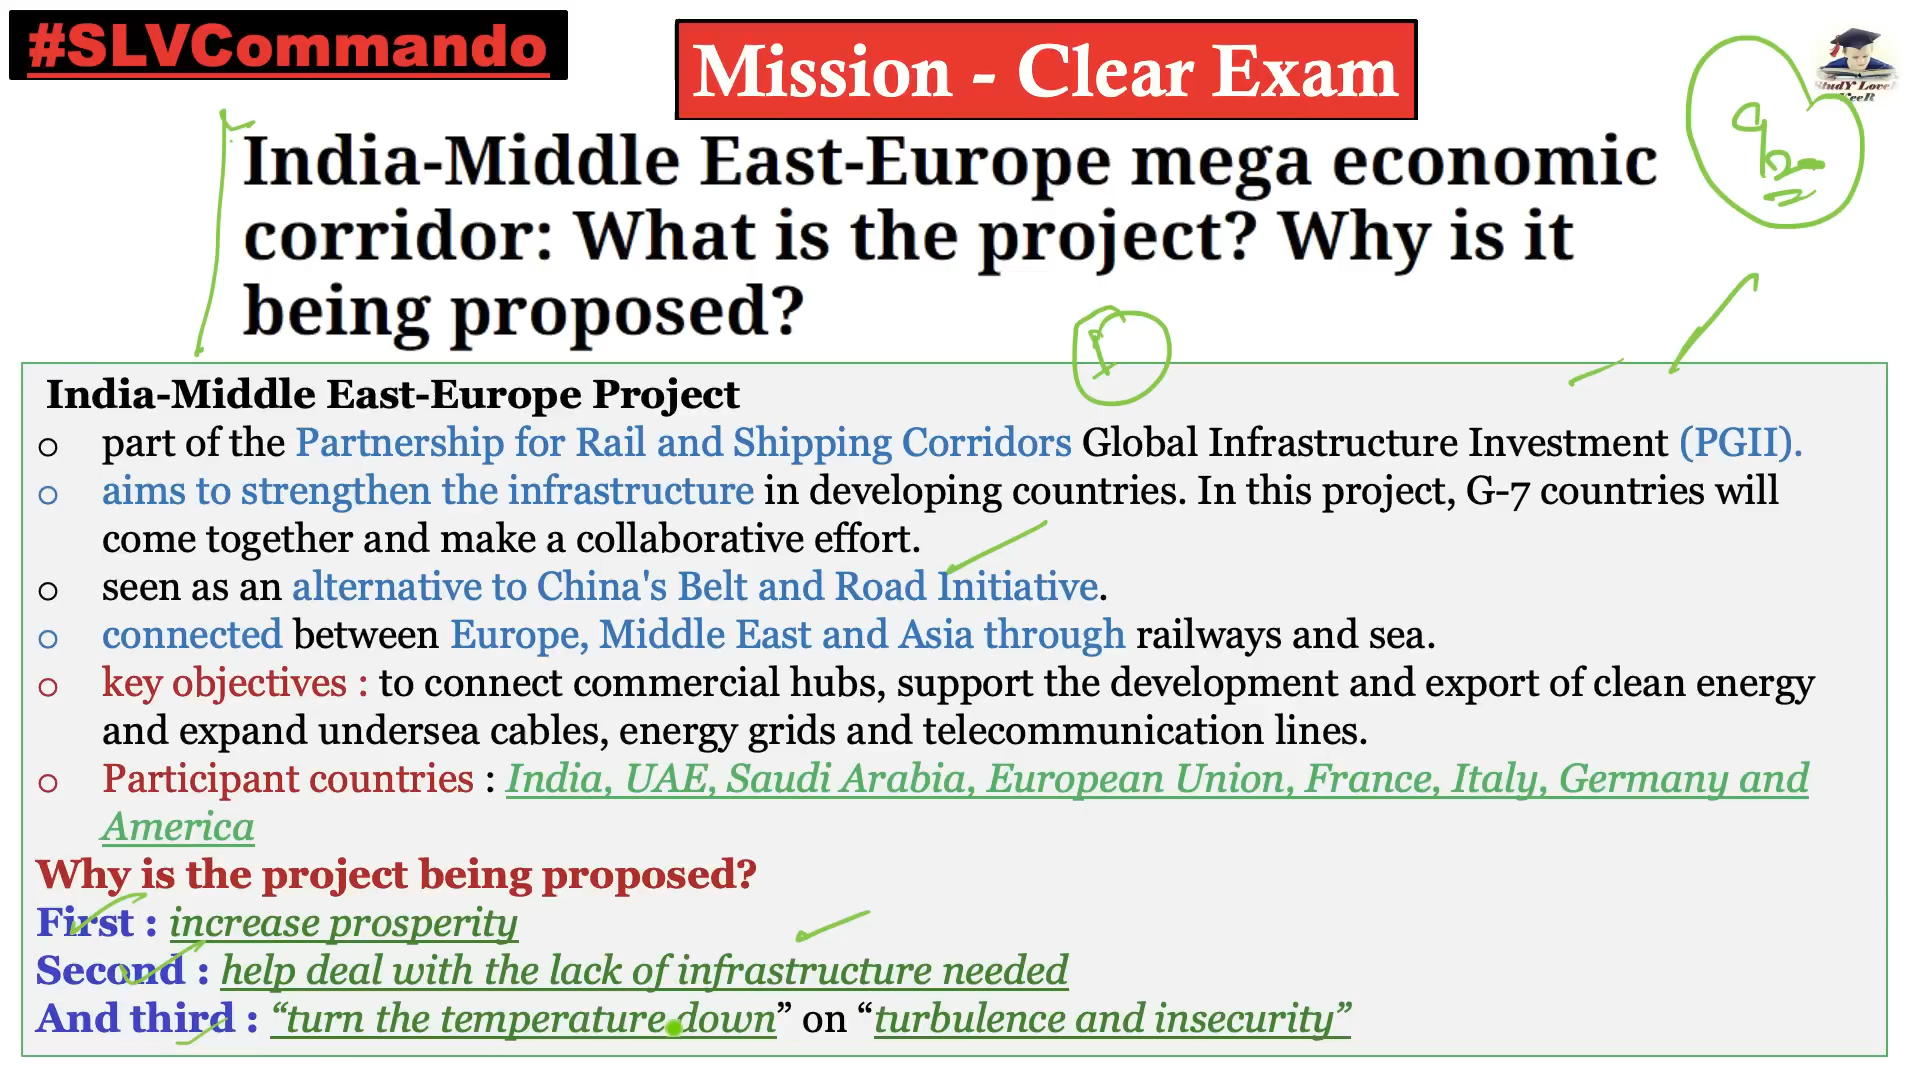 #SLVCommando
Mission - Clear Exam
StudY LoveR
VeeR
India-Middle East-Europe mega economic
corridor: What is the project? Why is it
being proposed?
India-Middle East-Europe Project
part of the Partnership for Rail and Shipping Corridors Global Infrastructure Investment (PGII).
aims to strengthen the infrastructure in developing countries. In this project, G-7 countries will
come together and make a collaborative effort.
seen as an alternative to China's Belt and Road Initiative.
connected between Europe, Middle East and Asia through railways and sea.
key objectives : to connect commercial hubs, support the development and export of clean energy
and expand undersea cables, energy grids and telecommunication lines.
Participant countries : India, UAE, Saudi Arabia, European Union, France, Italy, Germany and
America
Why is the project being proposed?
First : increase prosperity
Second : help deal with the lack of infrastructure needed
And third : “turn the temperature down” on “turbulence and insecurity”